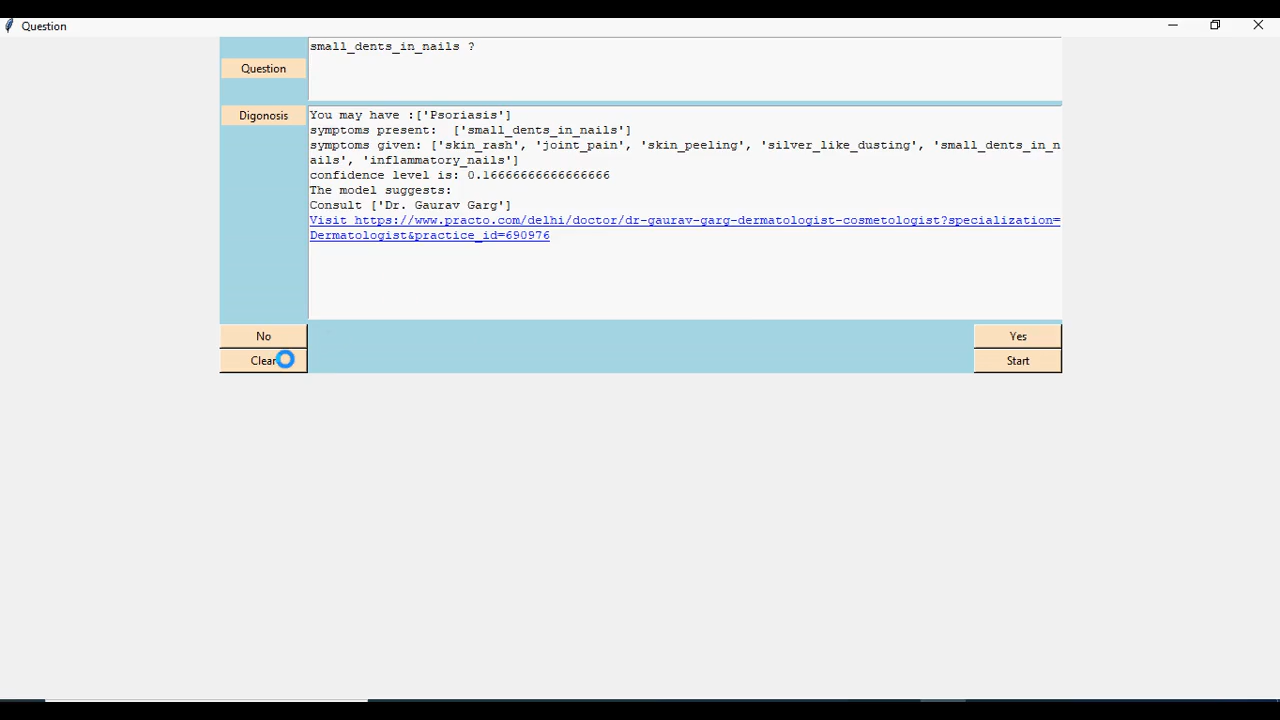 Question
small_dents_in_nails ?
Question
Digonosis
You may have :['Psoriasis']
symptoms present:  ['small_dents_in_nails']
symptoms given: ['skin_rash', 'joint_pain', 'skin_peeling', 'silver_like_dusting', 'small_dents_in_n
ails', 'inflammatory_nails']
confidence level is: 0.16666666666666666
The model suggests:
Consult ['Dr. Gaurav Garg']
Visit https://www.practo.com/delhi/doctor/dr-gaurav-garg-dermatologist-cosmetologist?specialization=
Dermatologist&practice_id=690976
No
Yes
Clear
Start